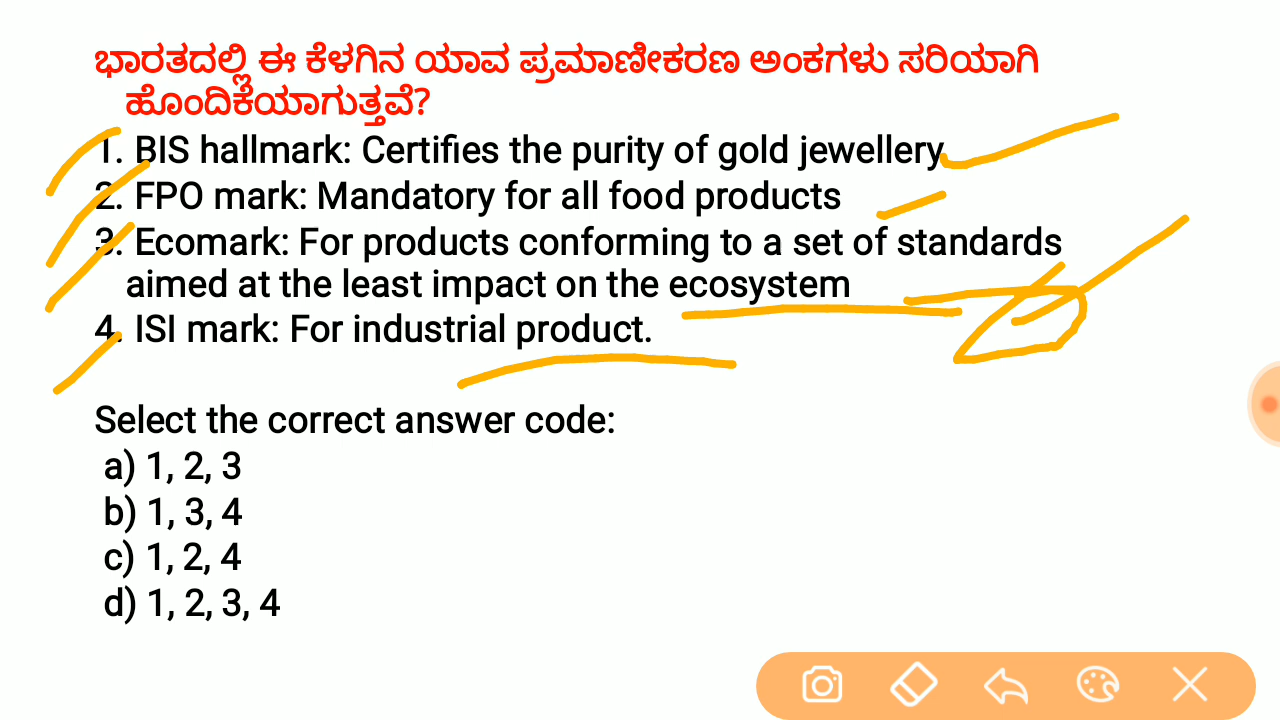 ಭಾರತದಲ್ಲಿ ಈ ಕೆಳಗಿನ ಯಾವ ಪ್ರಮಾಣೀಕರಣ ಅಂಕಗಳು ಸರಿಯಾಗಿ
ಹೊಂದಿಕೆಯಾಗುತ್ತವೆ?
1. BIS hallmark: Certifies the purity of gold jewellery
2. FPO mark: Mandatory for all food products
3. Ecomark: For products conforming to a set of standards
aimed at the least impact on the ecosystem
4. ISI mark: For industrial product.
Select the correct answer code:
a) 1, 2, 3
b) 1, 3, 4
c) 1, 2, 4
d) 1, 2, 3, 4